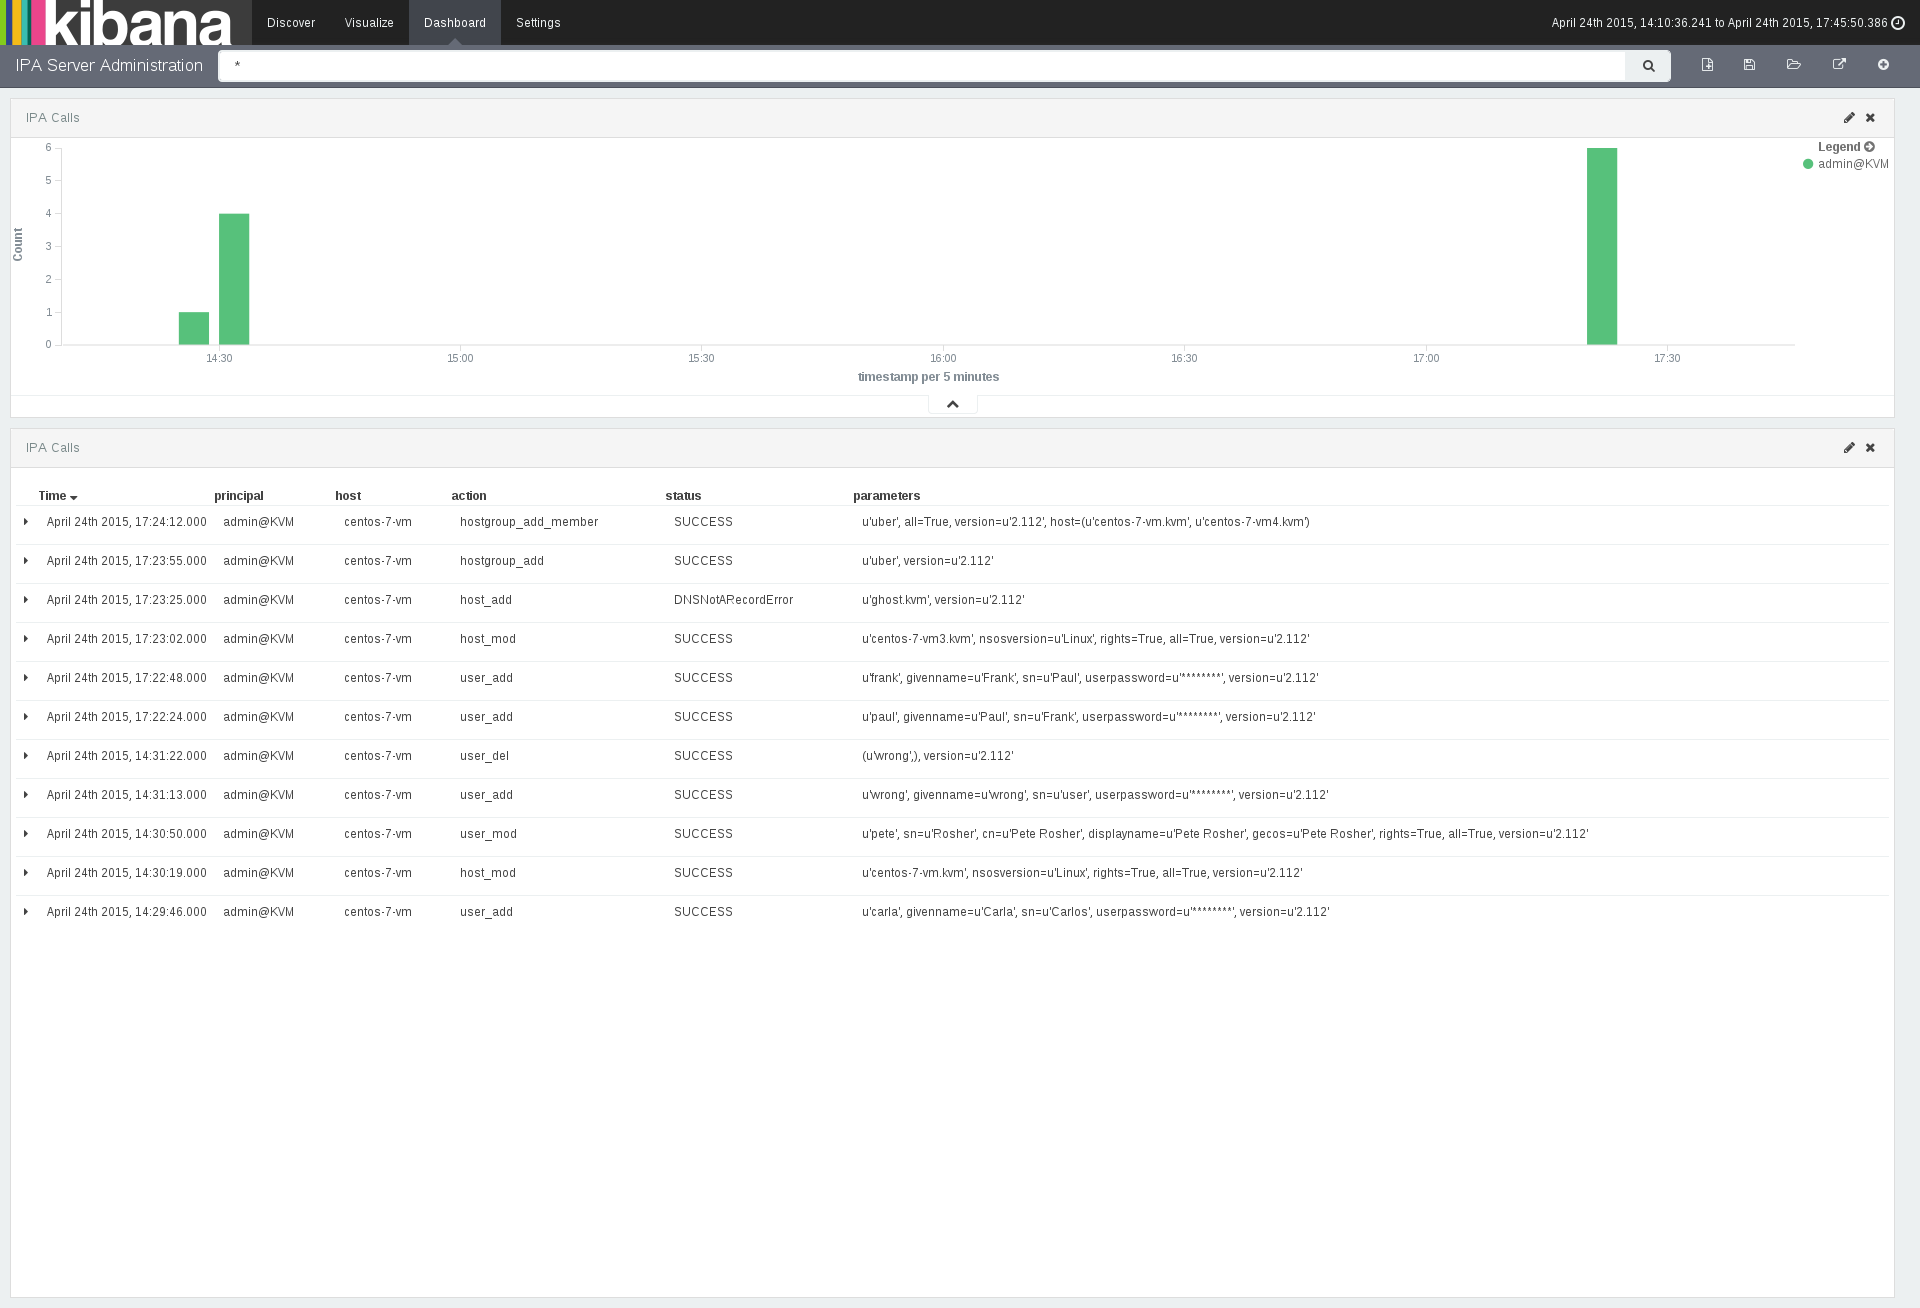 kibana Discover Visualize Dashboard Settings April 24th 2015, 14:10:36.241 to April 24th 2015, 17:45:50.386
IPA Server Administration *
IPA Calls
Legend
admin@KVM
Count
6
5
4
3
2
1
0
14:30 15:00 15:30 16:00 16:30 17:00 17:30
timestamp per 5 minutes
IPA Calls
Time principal host action status parameters
April 24th 2015, 17:24:12.000 admin@KVM centos-7-vm hostgroup_add_member SUCCESS u'uber', all=True, version=u'2.112', host=(u'centos-7-vm.kvm', u'centos-7-vm4.kvm')
April 24th 2015, 17:23:55.000 admin@KVM centos-7-vm hostgroup_add SUCCESS u'uber', version=u'2.112'
April 24th 2015, 17:23:25.000 admin@KVM centos-7-vm host_add DNSNotARecordError u'ghost.kvm', version=u'2.112'
April 24th 2015, 17:23:02.000 admin@KVM centos-7-vm host_mod SUCCESS u'centos-7-vm3.kvm', nsosversion=u'Linux', rights=True, all=True, version=u'2.112'
April 24th 2015, 17:22:48.000 admin@KVM centos-7-vm user_add SUCCESS u'frank', givenname=u'Frank', sn=u'Paul', userpassword=u'********', version=u'2.112'
April 24th 2015, 17:22:24.000 admin@KVM centos-7-vm user_add SUCCESS u'paul', givenname=u'Paul', sn=u'Frank', userpassword=u'********', version=u'2.112'
April 24th 2015, 14:31:22.000 admin@KVM centos-7-vm user_del SUCCESS (u'wrong',), version=u'2.112'
April 24th 2015, 14:31:13.000 admin@KVM centos-7-vm user_add SUCCESS u'wrong', givenname=u'wrong', sn=u'user', userpassword=u'********', version=u'2.112'
April 24th 2015, 14:30:50.000 admin@KVM centos-7-vm user_mod SUCCESS u'pete', sn=u'Rosher', cn=u'Pete Rosher', displayname=u'Pete Rosher', gecos=u'Pete Rosher', rights=True, all=True, version=u'2.112'
April 24th 2015, 14:30:19.000 admin@KVM centos-7-vm host_mod SUCCESS u'centos-7-vm.kvm', nsosversion=u'Linux', rights=True, all=True, version=u'2.112'
April 24th 2015, 14:29:46.000 admin@KVM centos-7-vm user_add SUCCESS u'carla', givenname=u'Carla', sn=u'Carlos', userpassword=u'********', version=u'2.112'